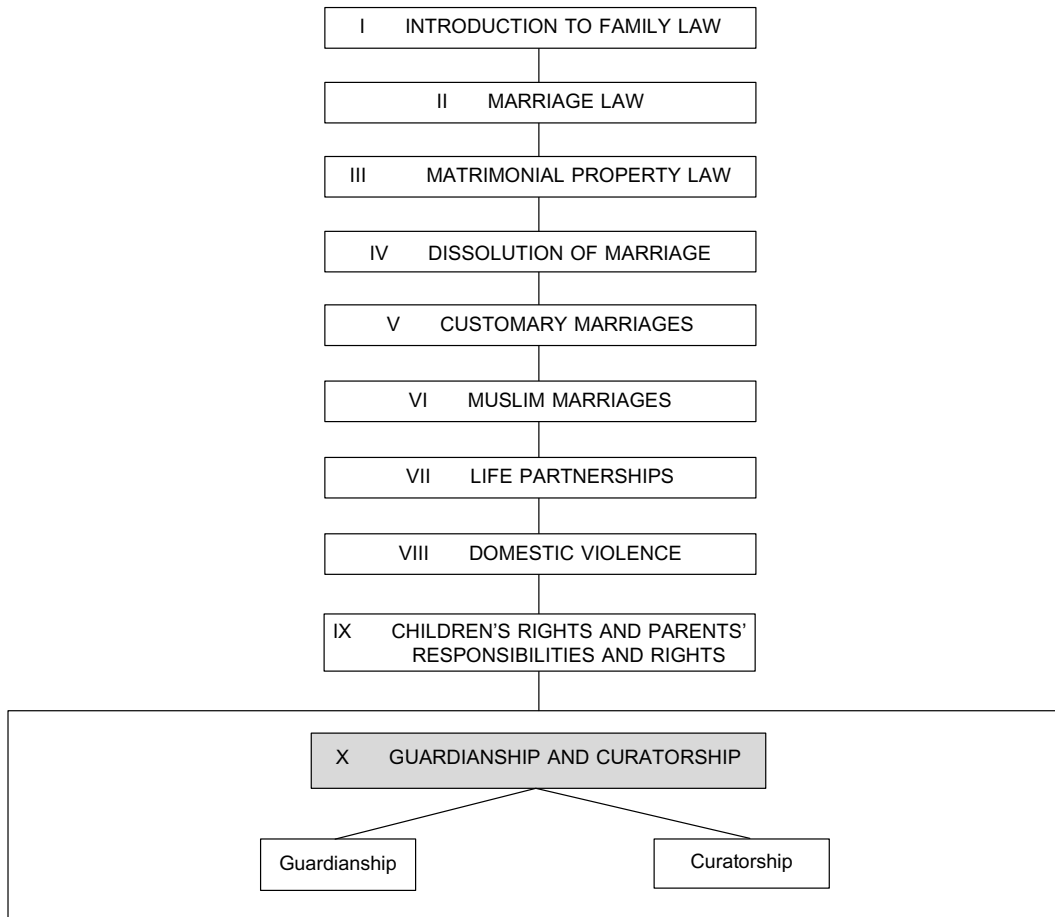 I INTRODUCTION TO FAMILY LAW
II MARRIAGE LAW
III MATRIMONIAL PROPERTY LAW
IV DISSOLUTION OF MARRIAGE
V CUSTOMARY MARRIAGES
VI MUSLIM MARRIAGES
VII LIFE PARTNERSHIPS
VIII DOMESTIC VIOLENCE
IX CHILDREN’S RIGHTS AND PARENTS’
RESPONSIBILITIES AND RIGHTS
X GUARDIANSHIP AND CURATORSHIP
Guardianship
Curatorship